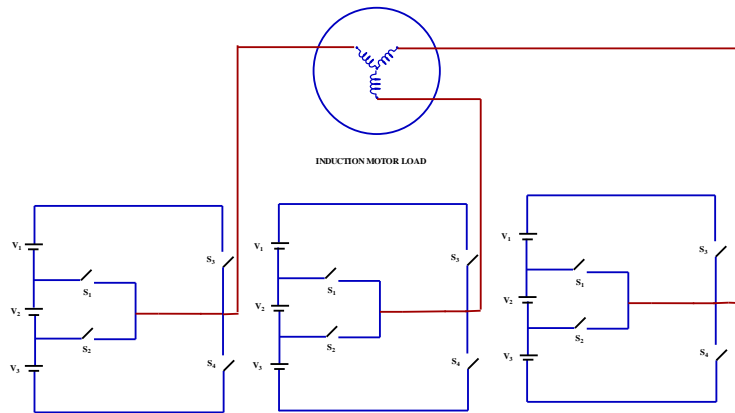 INDUCTION MOTOR LOAD
V1
S3
S1
V2
S2
V3
S4
V1
S3
S1
V2
S2
V3
S4
V1
S3
S1
V2
S2
V3
S4